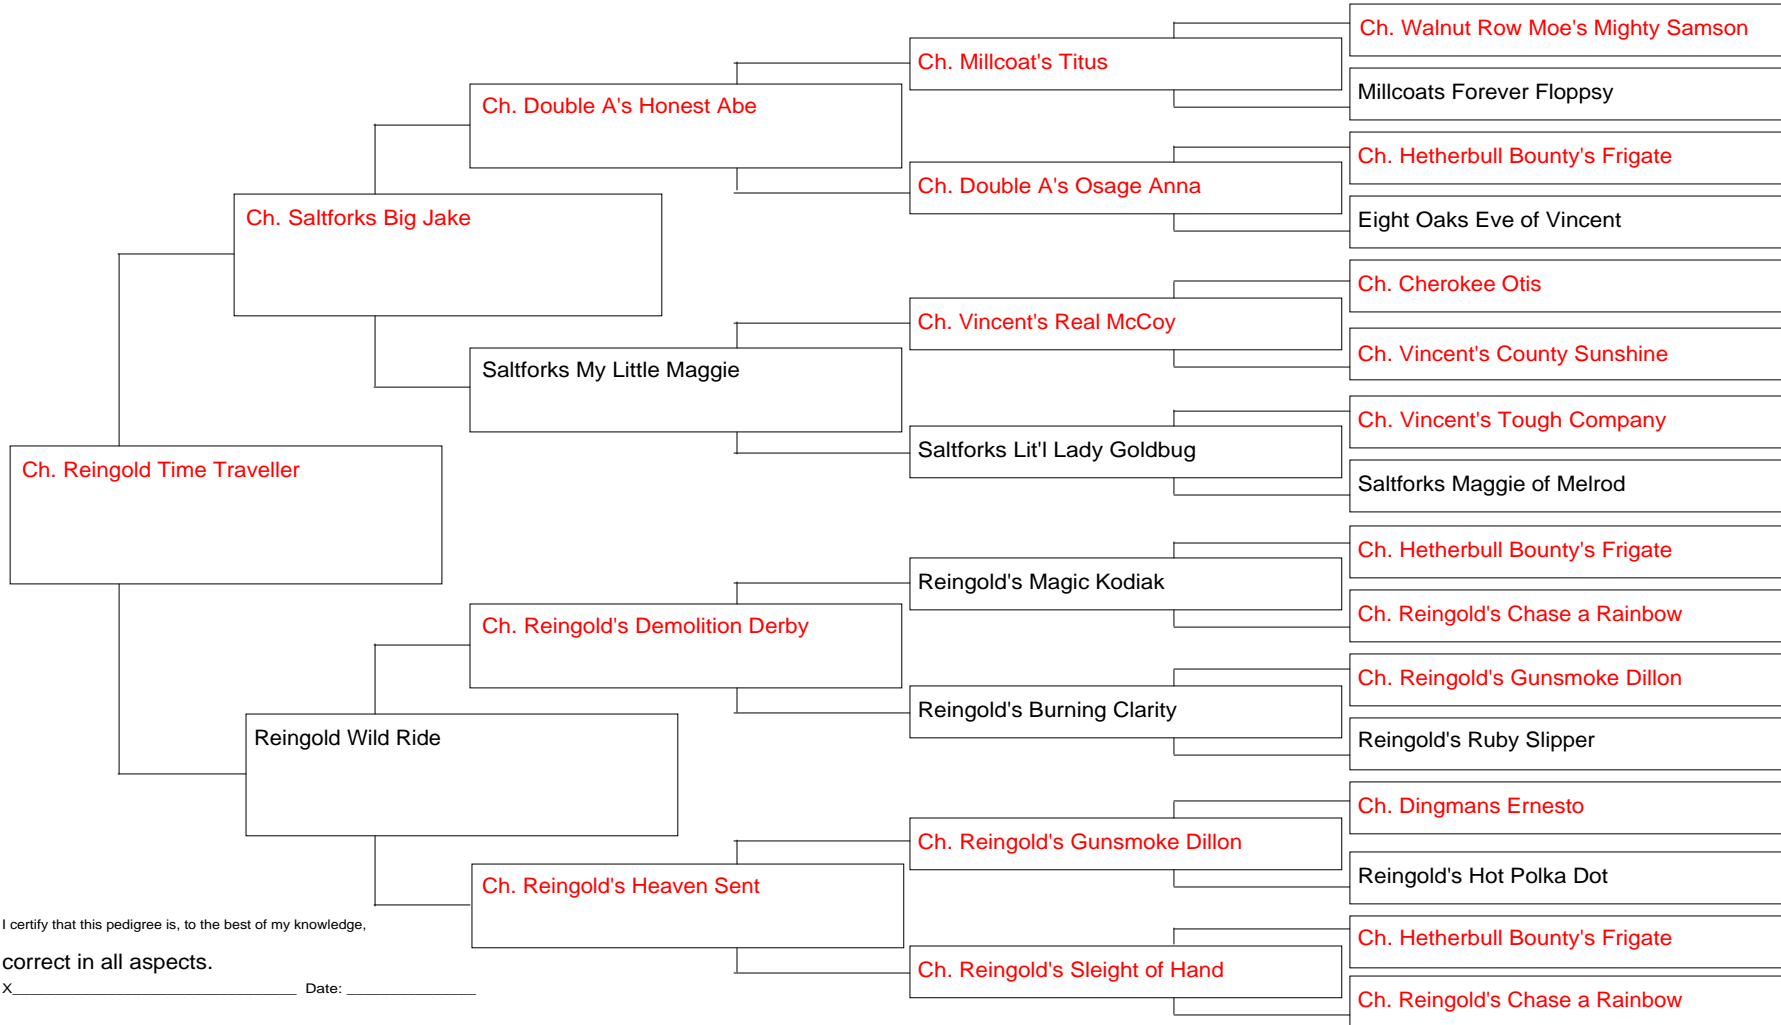 Ch. Walnut Row Moe's Mighty Samson
Ch. Millcoat's Titus
Millcoats Forever Floppsy
Ch. Double A's Honest Abe
Ch. Hetherbull Bounty's Frigate
Ch. Double A's Osage Anna
Eight Oaks Eve of Vincent
Ch. Saltforks Big Jake
Ch. Cherokee Otis
Ch. Vincent's Real McCoy
Ch. Vincent's County Sunshine
Saltforks My Little Maggie
Ch. Vincent's Tough Company
Saltforks Lit'l Lady Goldbug
Saltforks Maggie of Melrod
Ch. Reingold Time Traveller
Ch. Hetherbull Bounty's Frigate
Reingold's Magic Kodiak
Ch. Reingold's Chase a Rainbow
Ch. Reingold's Demolition Derby
Ch. Reingold's Gunsmoke Dillon
Reingold's Burning Clarity
Reingold's Ruby Slipper
Reingold Wild Ride
Ch. Dingmans Ernesto
Ch. Reingold's Gunsmoke Dillon
Reingold's Hot Polka Dot
Ch. Reingold's Heaven Sent
Ch. Hetherbull Bounty's Frigate
Ch. Reingold's Sleight of Hand
Ch. Reingold's Chase a Rainbow
I certify that this pedigree is, to the best of my knowledge,
correct in all aspects.
X_________________________________ Date: _______________